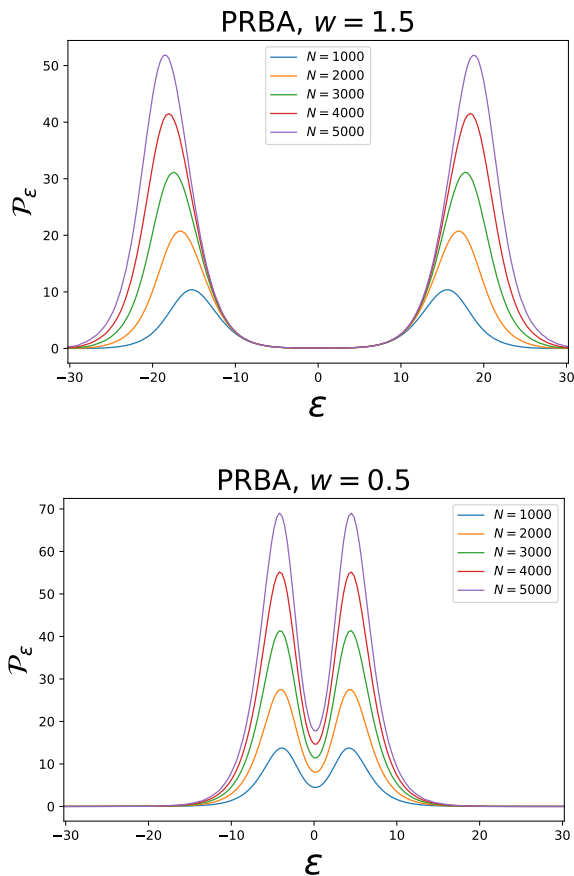 PRBA, w = 1.5
N = 1000
N = 2000
N = 3000
N = 4000
N = 5000
50
40
30
20
10
0
𝒫ε
−30
−20
−10
0
10
20
30
ε
PRBA, w = 0.5
N = 1000
N = 2000
N = 3000
N = 4000
N = 5000
70
60
50
40
30
20
10
0
𝒫ε
−30
−20
−10
0
10
20
30
ε